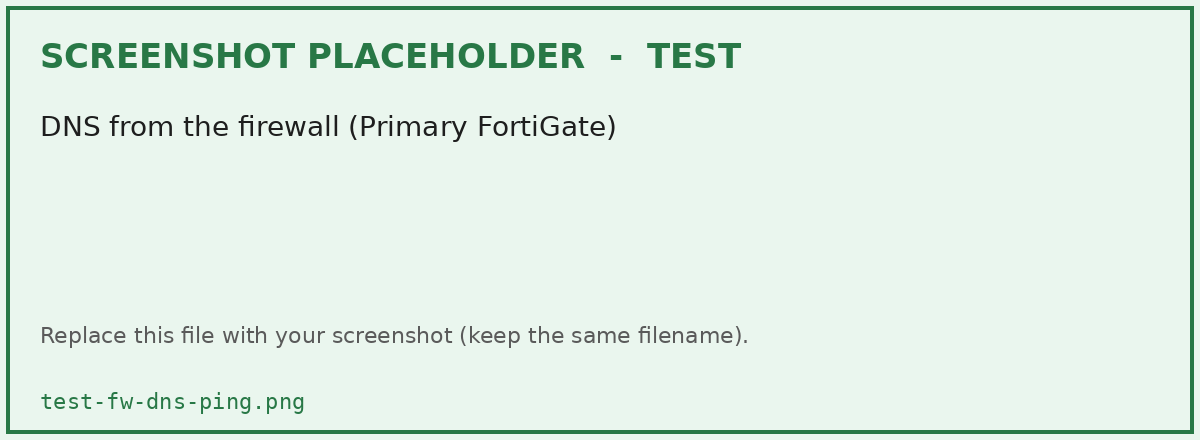 SCREENSHOT PLACEHOLDER - TEST
DNS from the firewall (Primary FortiGate)
Replace this file with your screenshot (keep the same filename).
test-fw-dns-ping.png